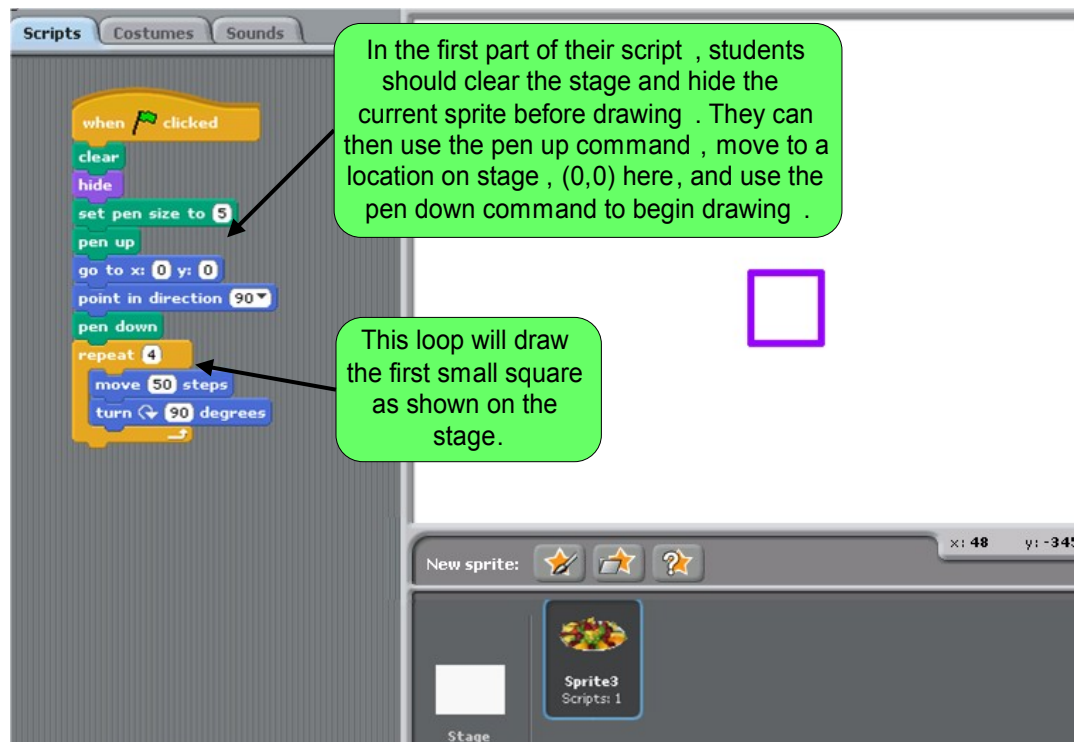 Scripts Costumes Sounds
when clicked
clear
hide
set pen size to 5
pen up
go to x: 0 y: 0
point in direction 90
pen down
repeat 4
move 50 steps
turn 90 degrees
In the first part of their script , students
should clear the stage and hide the
current sprite before drawing . They can
then use the pen up command , move to a
location on stage , (0,0) here, and use the
pen down command to begin drawing .
This loop will draw
the first small square
as shown on the
stage.
x: 48 y: -345
New sprite:
Sprite3
Scripts: 1
Stage